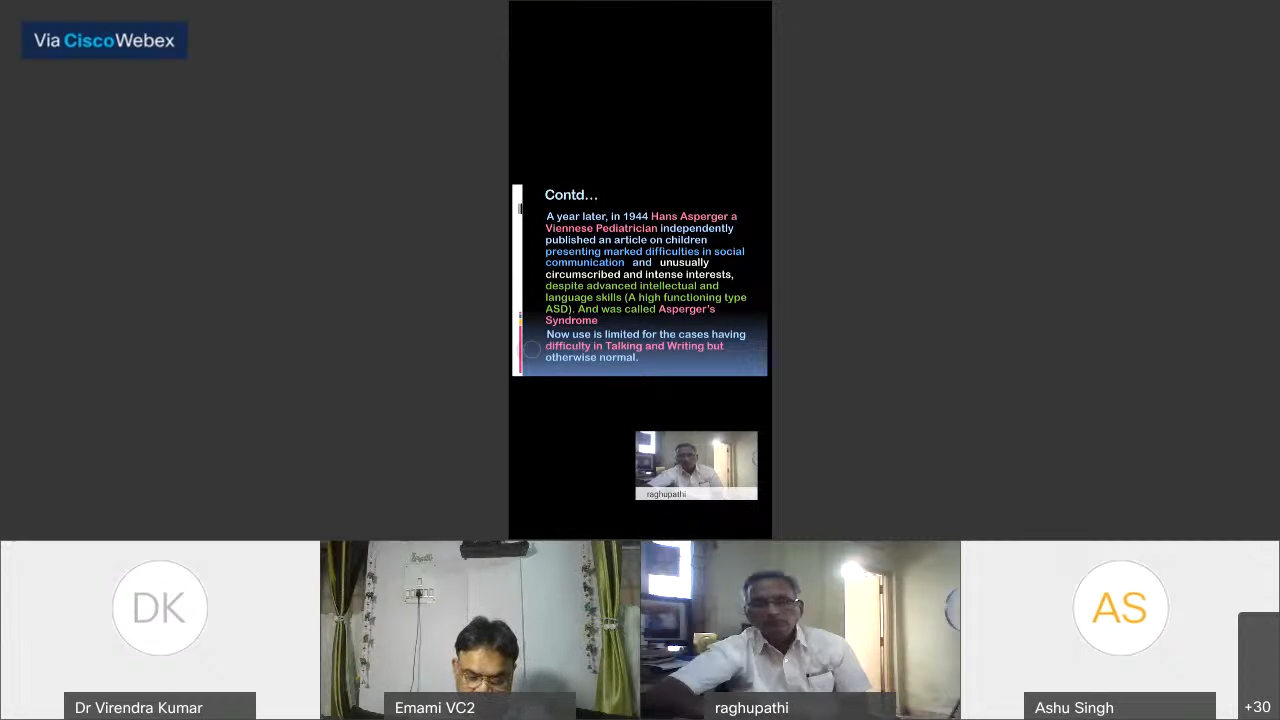 Via CiscoWebex
Contd...
A year later, in 1944 Hans Asperger a
Viennese Pediatrician independently
published an article on children
presenting marked difficulties in social
communication and unusually
circumscribed and intense interests,
despite advanced intellectual and
language skills (A high functioning type
ASD). And was called Asperger's
Syndrome
Now use is limited for the cases having
difficulty in Talking and Writing but
otherwise normal.
raghupathi
DK
AS
Dr Virendra Kumar
Emami VC2
raghupathi
Ashu Singh
+30